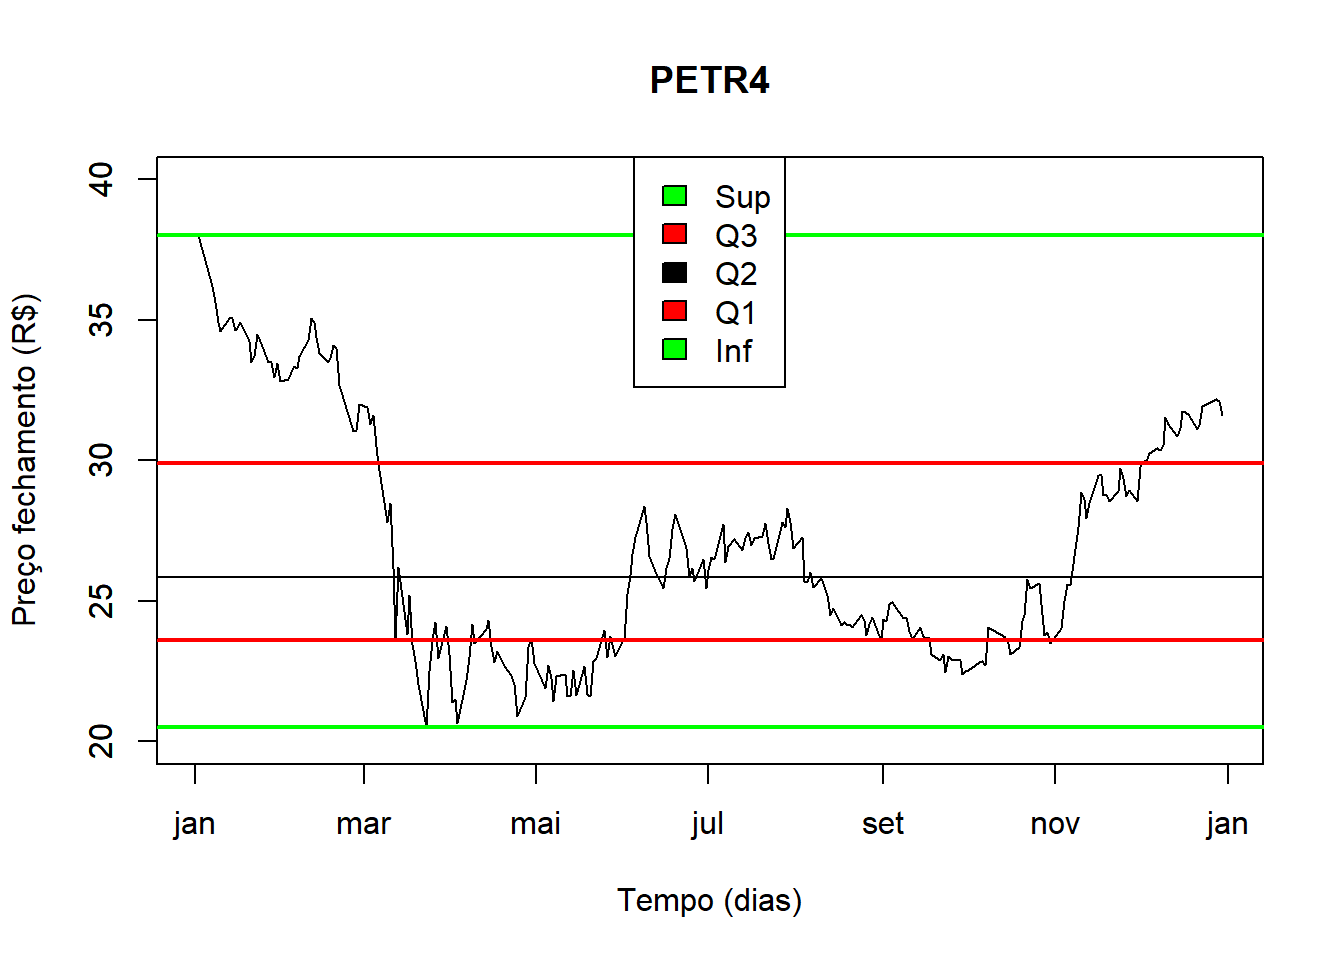 PETR4
Preço fechamento (R$)
40
35
30
25
20
Sup
Q3
Q2
Q1
Inf
jan mar mai jul set nov jan
Tempo (dias)